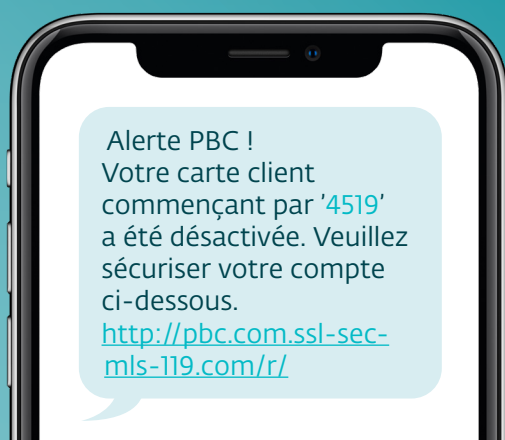 Alerte PBC !
Votre carte client
commençant par '4519'
a été désactivée. Veuillez
sécuriser votre compte
ci-dessous.
http://pbc.com.ssl-sec-
mls-119.com/r/